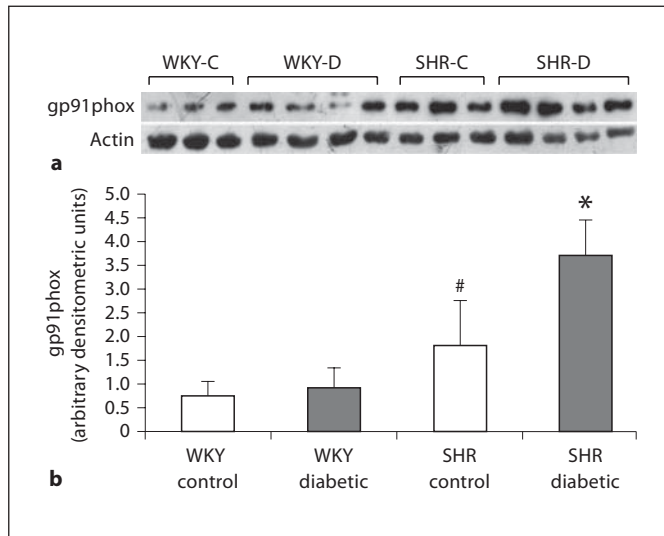 WKY-C WKY-D SHR-C SHR-D
gp91phox
Actin
a
5.0
4.5
4.0
3.5
3.0
2.5
2.0
1.5
1.0
0.5
0
gp91phox
(arbitrary densitometric units)
#
*
WKY control
WKY diabetic
SHR control
SHR diabetic
b